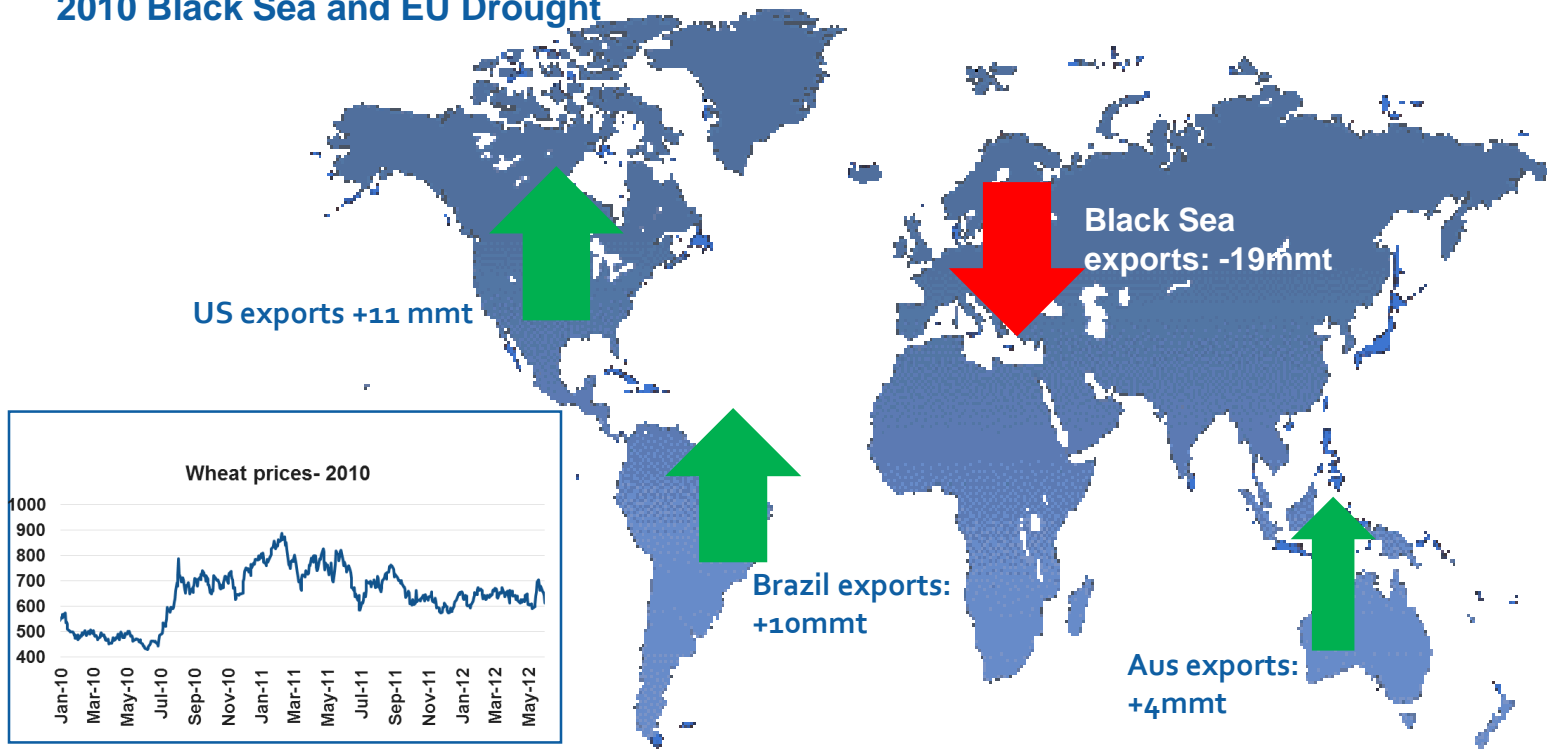 2010 Black Sea and EU Drought
Black Sea
exports: -19mmt
US exports +11 mmt
Brazil exports:
+10mmt
Aus exports:
+4mmt
Wheat prices- 2010
1000
900
800
700
600
500
400
Jan-10
Mar-10
May-10
Jul-10
Sep-10
Nov-10
Jan-11
Mar-11
May-11
Jul-11
Sep-11
Nov-11
Jan-12
Mar-12
May-12